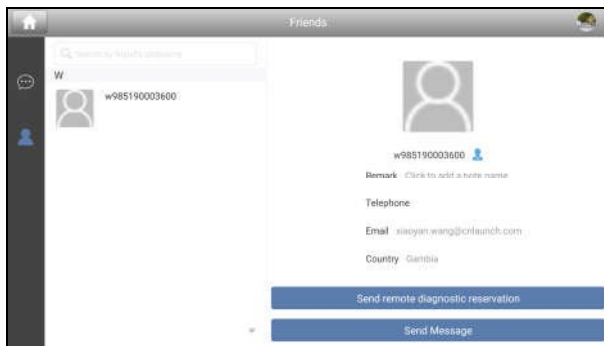 Friends
W
w985190003600
w985190003600
Remark Click to add a note name
Telephone
Email xiaoyan.wang@cnlaunch.com
Country Gambia
Send remote diagnostic reservation
Send Message